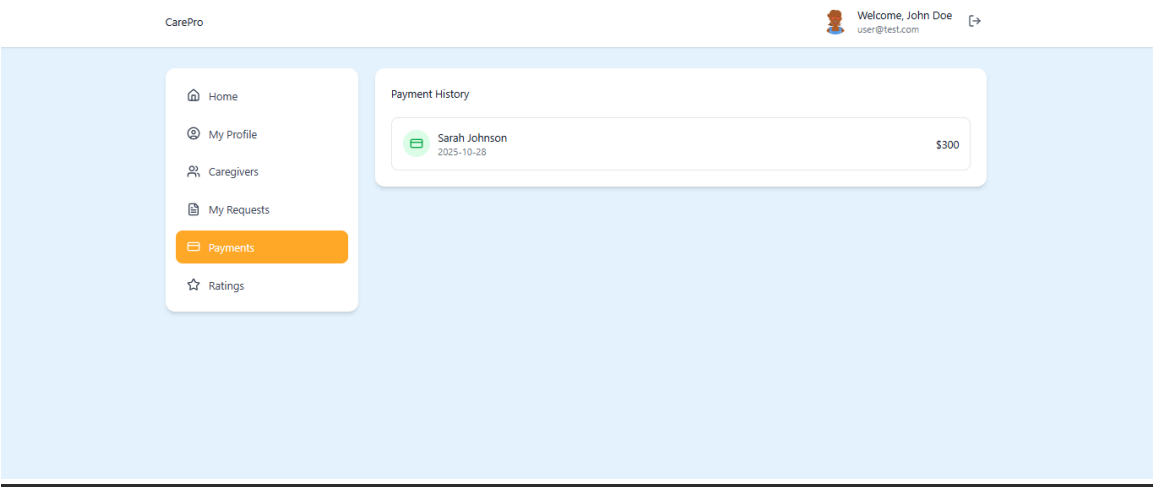 CarePro
Welcome, John Doe
user@test.com
Home
My Profile
Caregivers
My Requests
Payments
Ratings
Payment History
Sarah Johnson
2025-10-28
$300